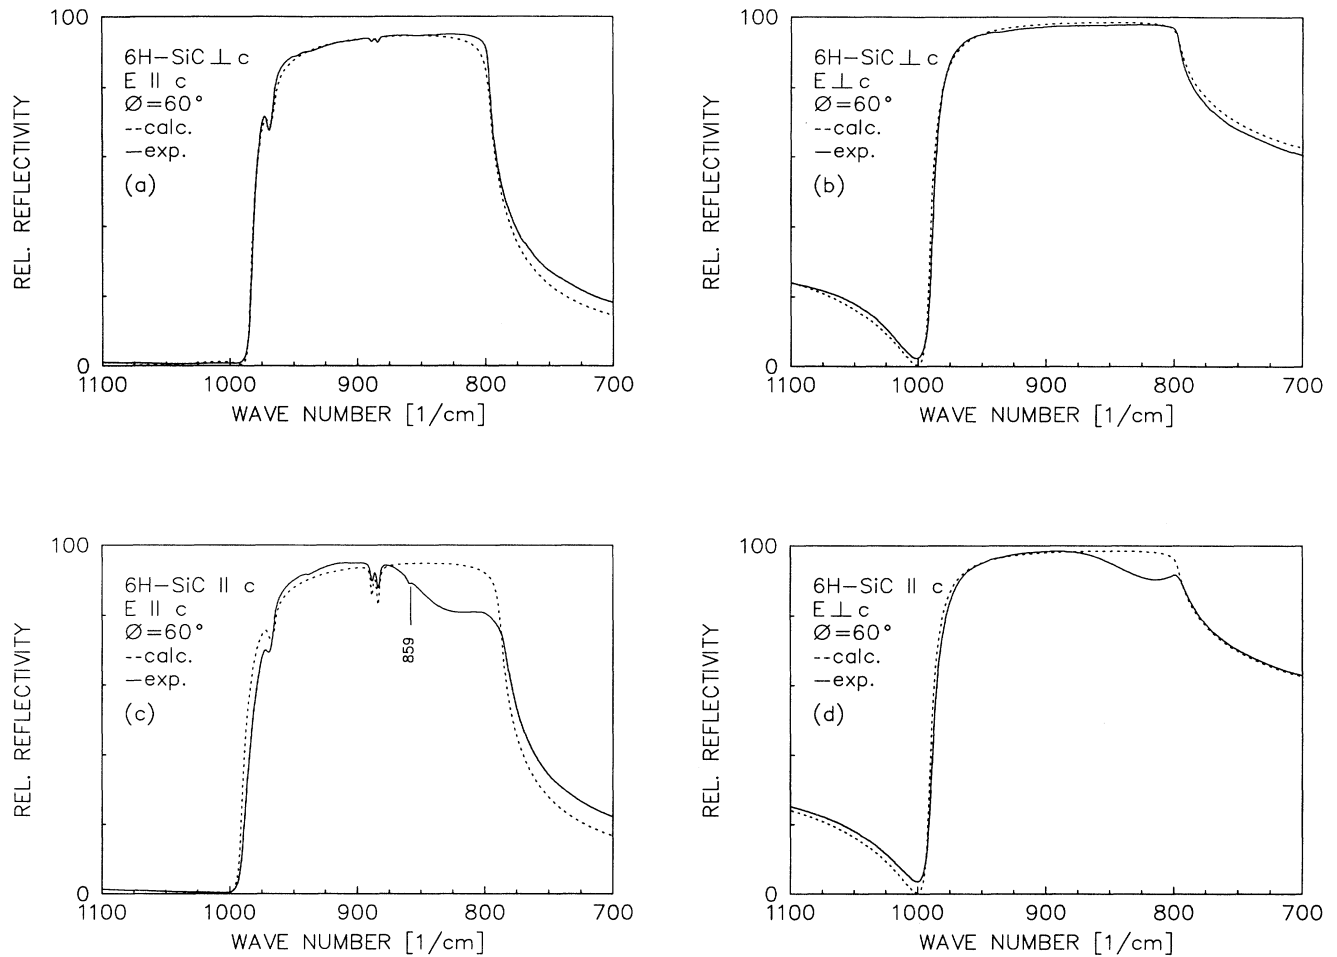 100
6H-SiC ⊥ c
E || c
Ø=60°
--calc.
—exp.
(a)
REL. REFLECTIVITY
0
1100 1000 900 800 700
WAVE NUMBER [1/cm]
100
6H-SiC ⊥ c
E ⊥ c
Ø=60°
--calc.
—exp.
(b)
REL. REFLECTIVITY
0
1100 1000 900 800 700
WAVE NUMBER [1/cm]
100
6H-SiC || c
E || c
Ø=60°
--calc.
—exp.
(c)
859
REL. REFLECTIVITY
0
1100 1000 900 800 700
WAVE NUMBER [1/cm]
100
6H-SiC || c
E ⊥ c
Ø=60°
--calc.
—exp.
(d)
REL. REFLECTIVITY
0
1100 1000 900 800 700
WAVE NUMBER [1/cm]